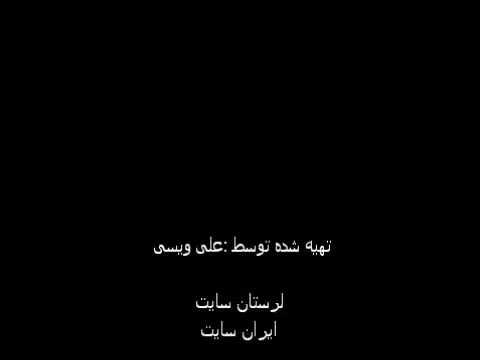 تهیه شده توسط :علی ویسی
لرستان سایت
ایران سایت